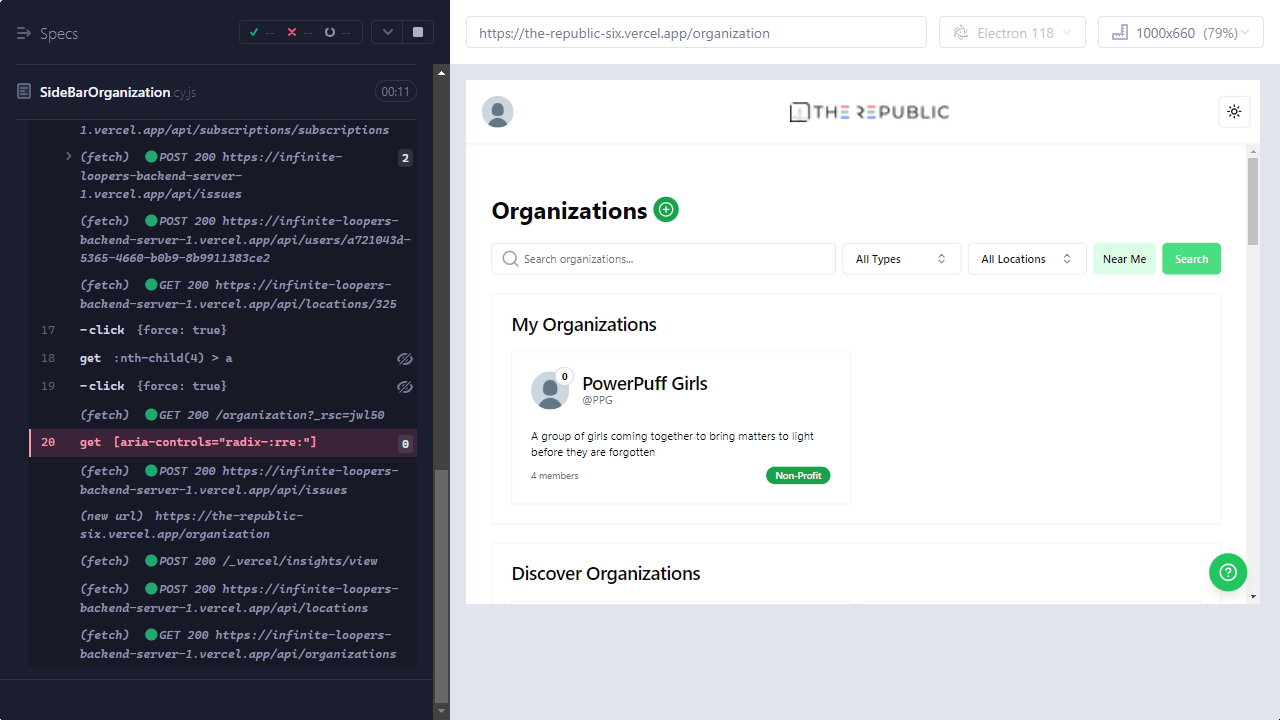 Specs
-- -- --
https://the-republic-six.vercel.app/organization
Electron 118
1000x660 (79%)
SideBarOrganization.cy.js
00:11
1.vercel.app/api/subscriptions/subscriptions
(fetch) POST 200 https://infinite-
loopers-backend-server-
1.vercel.app/api/issues
2
(fetch) POST 200 https://infinite-loopers-
backend-server-1.vercel.app/api/users/a721043d-
5365-4660-b0b9-8b9911383ce2
(fetch) GET 200 https://infinite-loopers-
backend-server-1.vercel.app/api/locations/325
17 -click {force: true}
18 get :nth-child(4) > a
19 -click {force: true}
(fetch) GET 200 /organization?_rsc=jwl50
20 get [aria-controls="radix-:rre:"] 0
(fetch) POST 200 https://infinite-loopers-
backend-server-1.vercel.app/api/issues
(new url) https://the-republic-
six.vercel.app/organization
(fetch) POST 200 /_vercel/insights/view
(fetch) POST 200 https://infinite-loopers-
backend-server-1.vercel.app/api/locations
(fetch) GET 200 https://infinite-loopers-
backend-server-1.vercel.app/api/organizations
THE REPUBLIC
Organizations
Search organizations...
All Types
All Locations
Near Me
Search
My Organizations
0
PowerPuff Girls
@PPG
A group of girls coming together to bring matters to light
before they are forgotten
4 members
Non-Profit
Discover Organizations